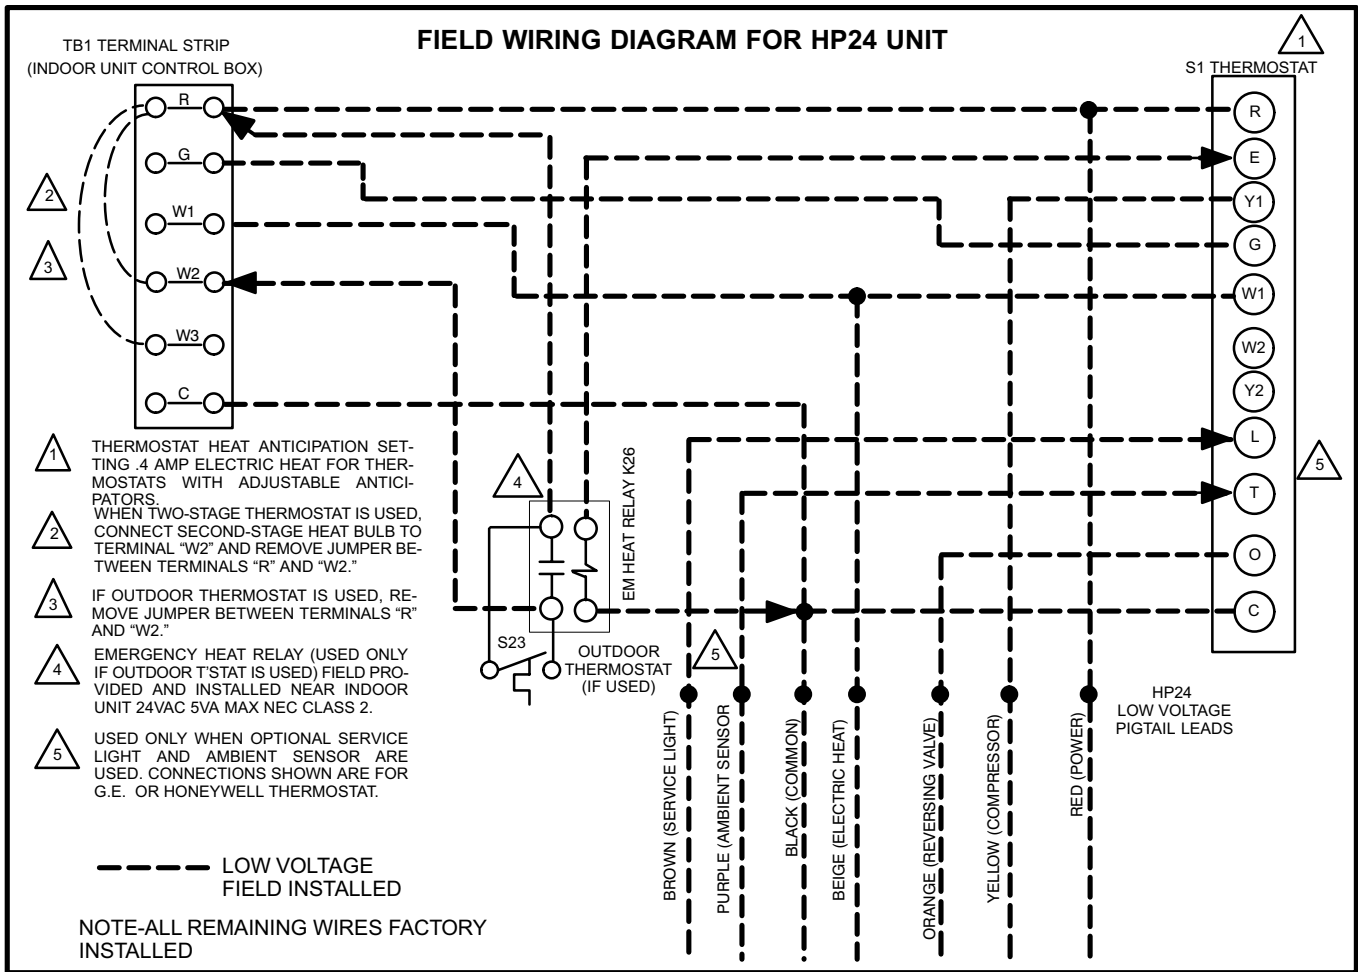 FIELD WIRING DIAGRAM FOR HP24 UNIT
TB1 TERMINAL STRIP
(INDOOR UNIT CONTROL BOX)
1
S1 THERMOSTAT
R
G
W1
W2
W3
C
2
3
R
E
Y1
G
W1
W2
Y2
L
T
O
C
5
1
THERMOSTAT HEAT ANTICIPATION SET-
TING .4 AMP ELECTRIC HEAT FOR THER-
MOSTATS WITH ADJUSTABLE ANTICI-
PATORS.
2
WHEN TWO-STAGE THERMOSTAT IS USED,
CONNECT SECOND-STAGE HEAT BULB TO
TERMINAL “W2” AND REMOVE JUMPER BE-
TWEEN TERMINALS “R” AND “W2.”
3
IF OUTDOOR THERMOSTAT IS USED, RE-
MOVE JUMPER BETWEEN TERMINALS “R”
AND “W2.”
4
EMERGENCY HEAT RELAY (USED ONLY
IF OUTDOOR T’STAT IS USED) FIELD PRO-
VIDED AND INSTALLED NEAR INDOOR
UNIT 24VAC 5VA MAX NEC CLASS 2.
5
USED ONLY WHEN OPTIONAL SERVICE
LIGHT AND AMBIENT SENSOR ARE
USED. CONNECTIONS SHOWN ARE FOR
G.E. OR HONEYWELL THERMOSTAT.
4
EM HEAT RELAY K26
S23
OUTDOOR
THERMOSTAT
(IF USED)
5
HP24
LOW VOLTAGE
PIGTAIL LEADS
BROWN (SERVICE LIGHT)
PURPLE (AMBIENT SENSOR
BLACK (COMMON)
BEIGE (ELECTRIC HEAT)
ORANGE (REVERSING VALVE)
YELLOW (COMPRESSOR)
RED (POWER)
LOW VOLTAGE
FIELD INSTALLED
NOTE-ALL REMAINING WIRES FACTORY
INSTALLED